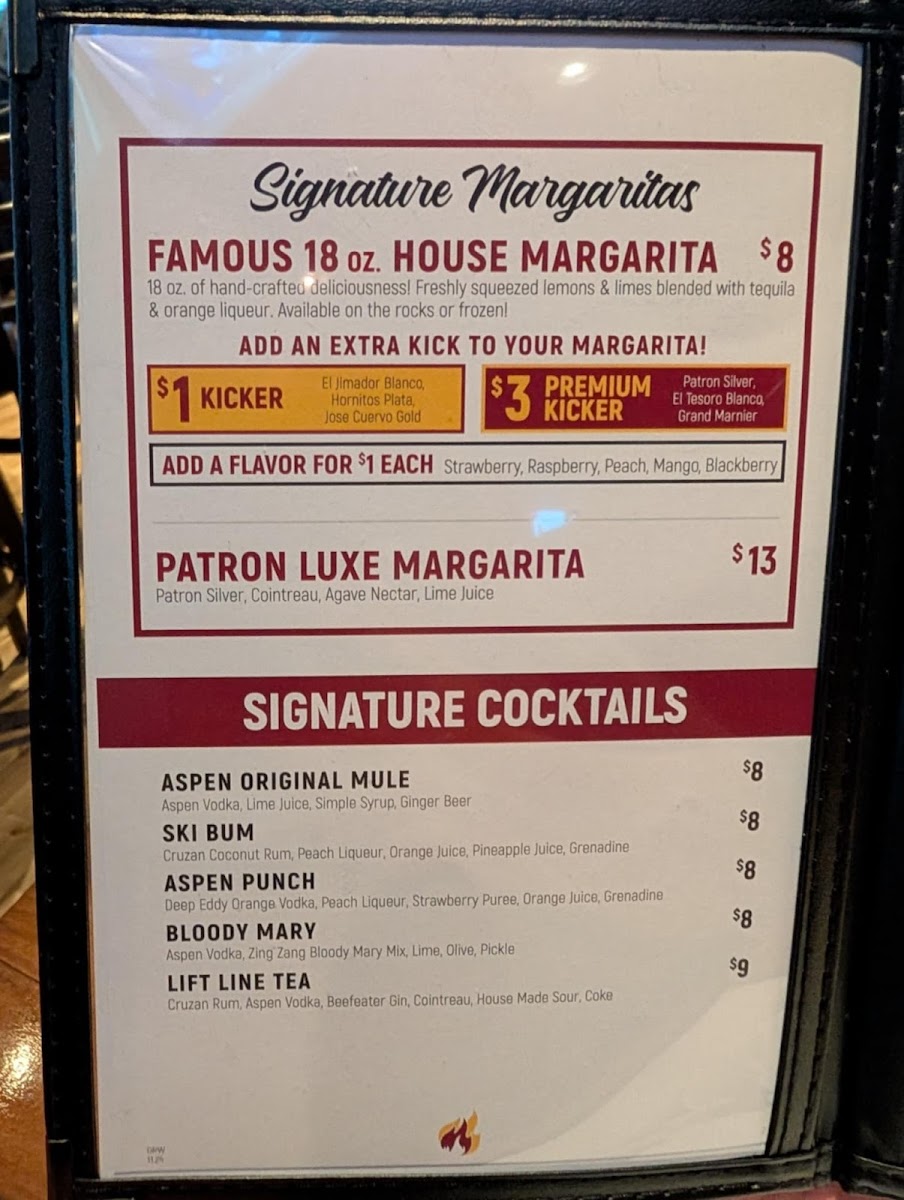 Signature Margaritas
FAMOUS 18 OZ. HOUSE MARGARITA $8
18 oz. of hand-crafted deliciousness! Freshly squeezed lemons & limes blended with tequila
& orange liqueur. Available on the rocks or frozen!
ADD AN EXTRA KICK TO YOUR MARGARITA!
$1 KICKER
El Jimador Blanco,
Hornitos Plata,
Jose Cuervo Gold
$3 PREMIUM
KICKER
Patron Silver,
El Tesoro Blanco,
Grand Marnier
ADD A FLAVOR FOR $1 EACH Strawberry, Raspberry, Peach, Mango, Blackberry
PATRON LUXE MARGARITA $13
Patron Silver, Cointreau, Agave Nectar, Lime Juice
SIGNATURE COCKTAILS
ASPEN ORIGINAL MULE $8
Aspen Vodka, Lime Juice, Simple Syrup, Ginger Beer
SKI BUM $8
Cruzan Coconut Rum, Peach Liqueur, Orange Juice, Pineapple Juice, Grenadine
ASPEN PUNCH $8
Deep Eddy Orange Vodka, Peach Liqueur, Strawberry Puree, Orange Juice, Grenadine
BLOODY MARY $8
Aspen Vodka, Zing Zang Bloody Mary Mix, Lime, Olive, Pickle
LIFT LINE TEA $9
Cruzan Rum, Aspen Vodka, Beefeater Gin, Cointreau, House Made Sour, Coke